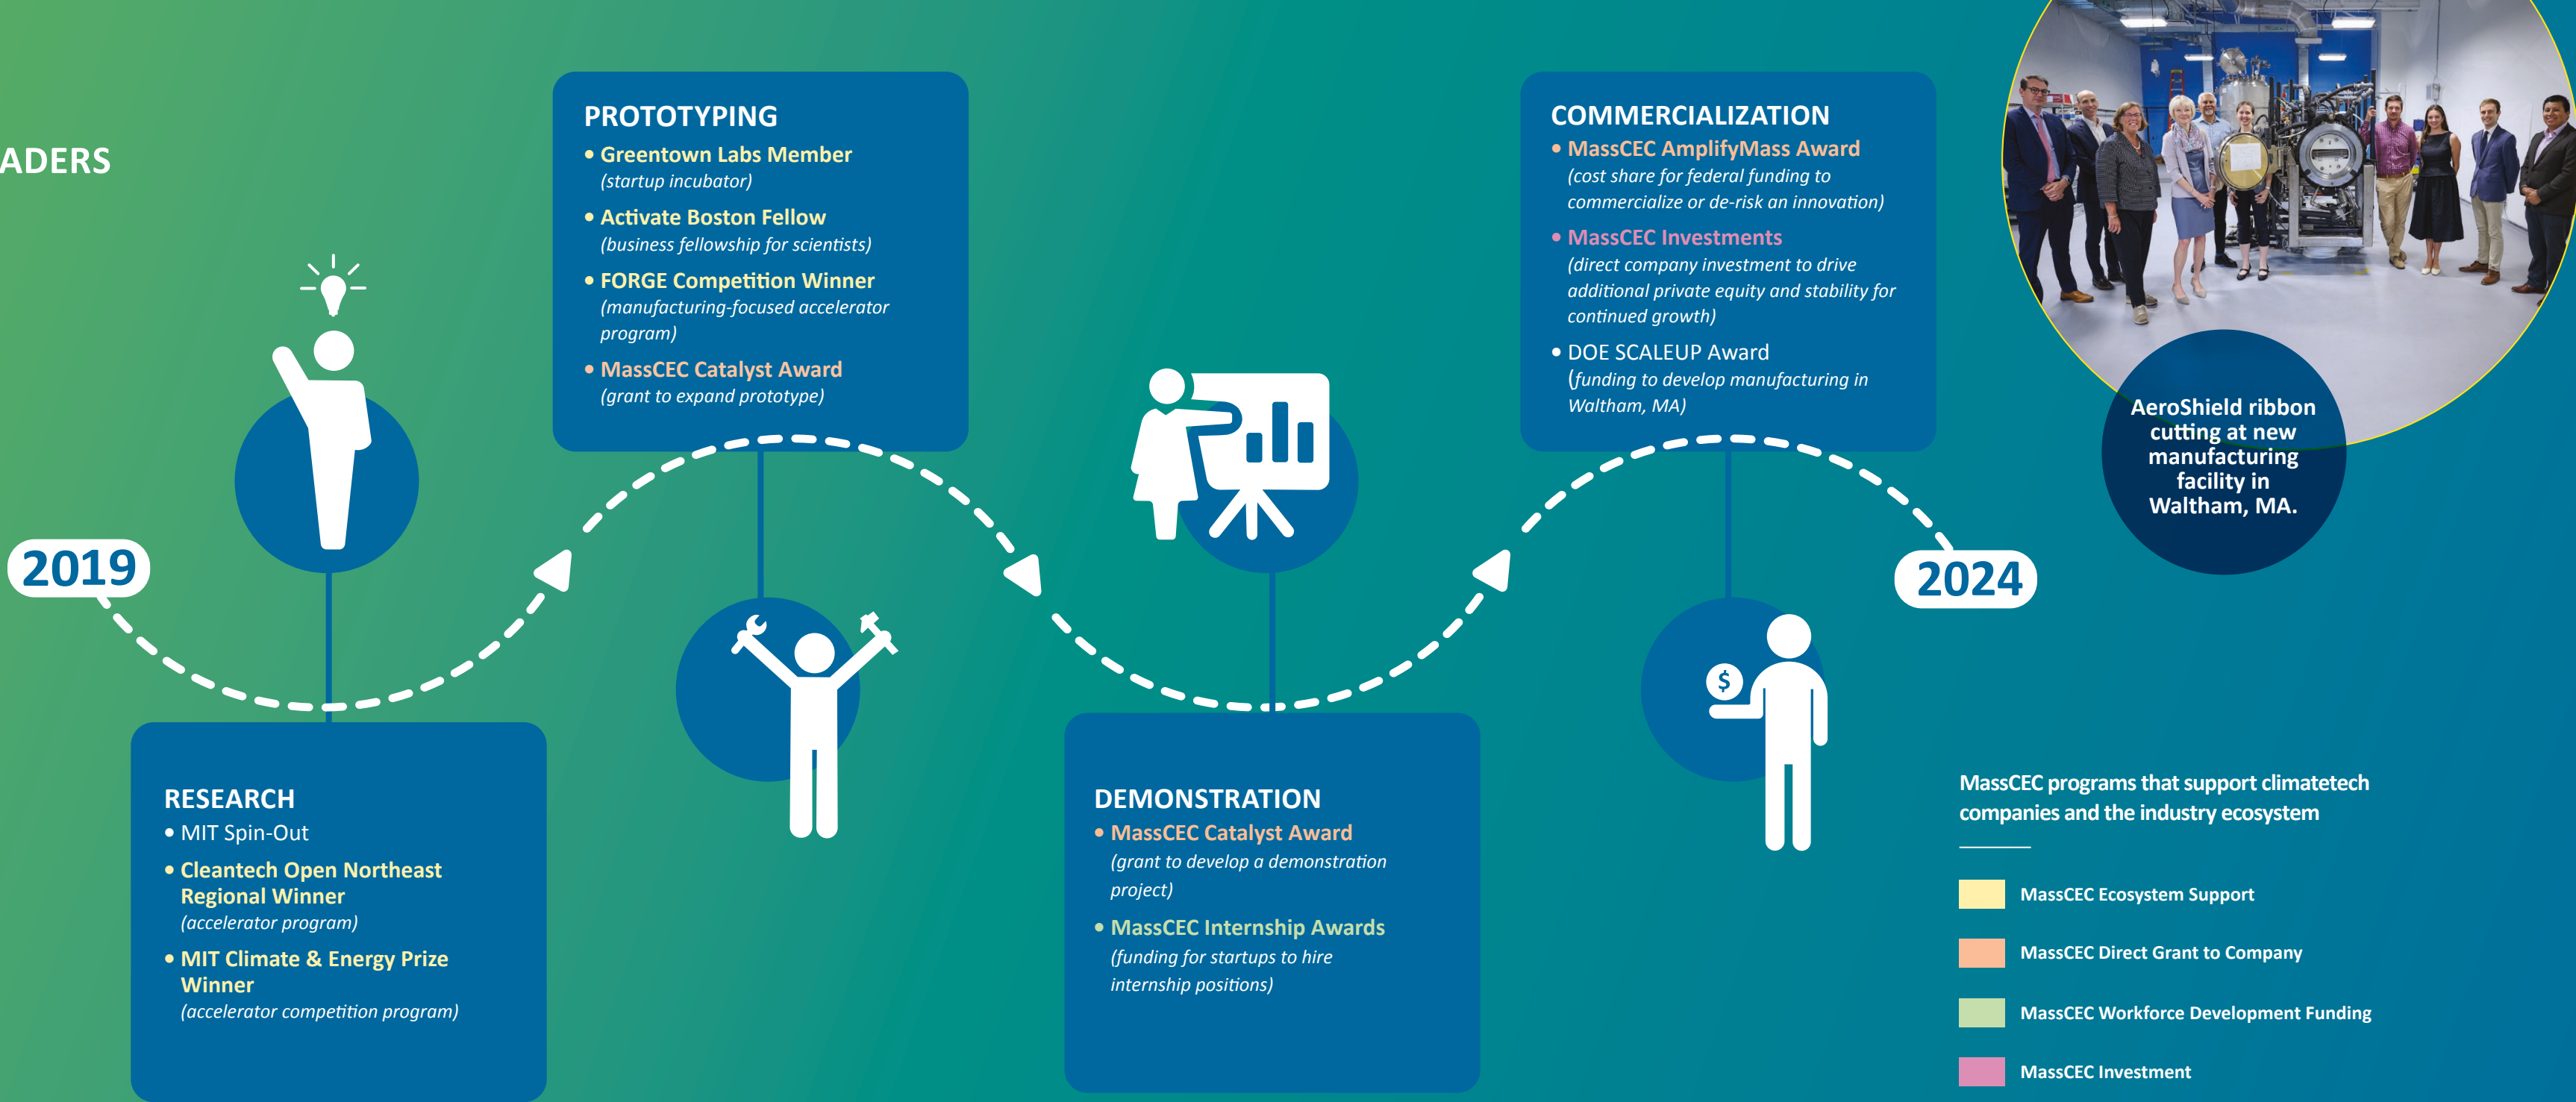 ADERS
2019
RESEARCH
• MIT Spin-Out
• Cleantech Open Northeast
Regional Winner
(accelerator program)
• MIT Climate & Energy Prize
Winner
(accelerator competition program)
PROTOTYPING
• Greentown Labs Member
(startup incubator)
• Activate Boston Fellow
(business fellowship for scientists)
• FORGE Competition Winner
(manufacturing-focused accelerator
program)
• MassCEC Catalyst Award
(grant to expand prototype)
DEMONSTRATION
• MassCEC Catalyst Award
(grant to develop a demonstration
project)
• MassCEC Internship Awards
(funding for startups to hire
internship positions)
COMMERCIALIZATION
• MassCEC AmplifyMass Award
(cost share for federal funding to
commercialize or de-risk an innovation)
• MassCEC Investments
(direct company investment to drive
additional private equity and stability for
continued growth)
• DOE SCALEUP Award
(funding to develop manufacturing in
Waltham, MA)
$
2024
AeroShield ribbon
cutting at new
manufacturing
facility in
Waltham, MA.
MassCEC programs that support climatetech
companies and the industry ecosystem
MassCEC Ecosystem Support
MassCEC Direct Grant to Company
MassCEC Workforce Development Funding
MassCEC Investment